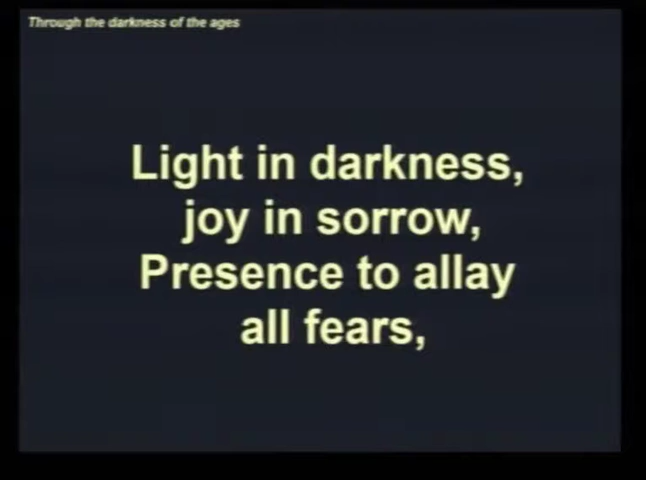 Through the darkness of the ages
Light in darkness,
joy in sorrow,
Presence to allay
all fears,